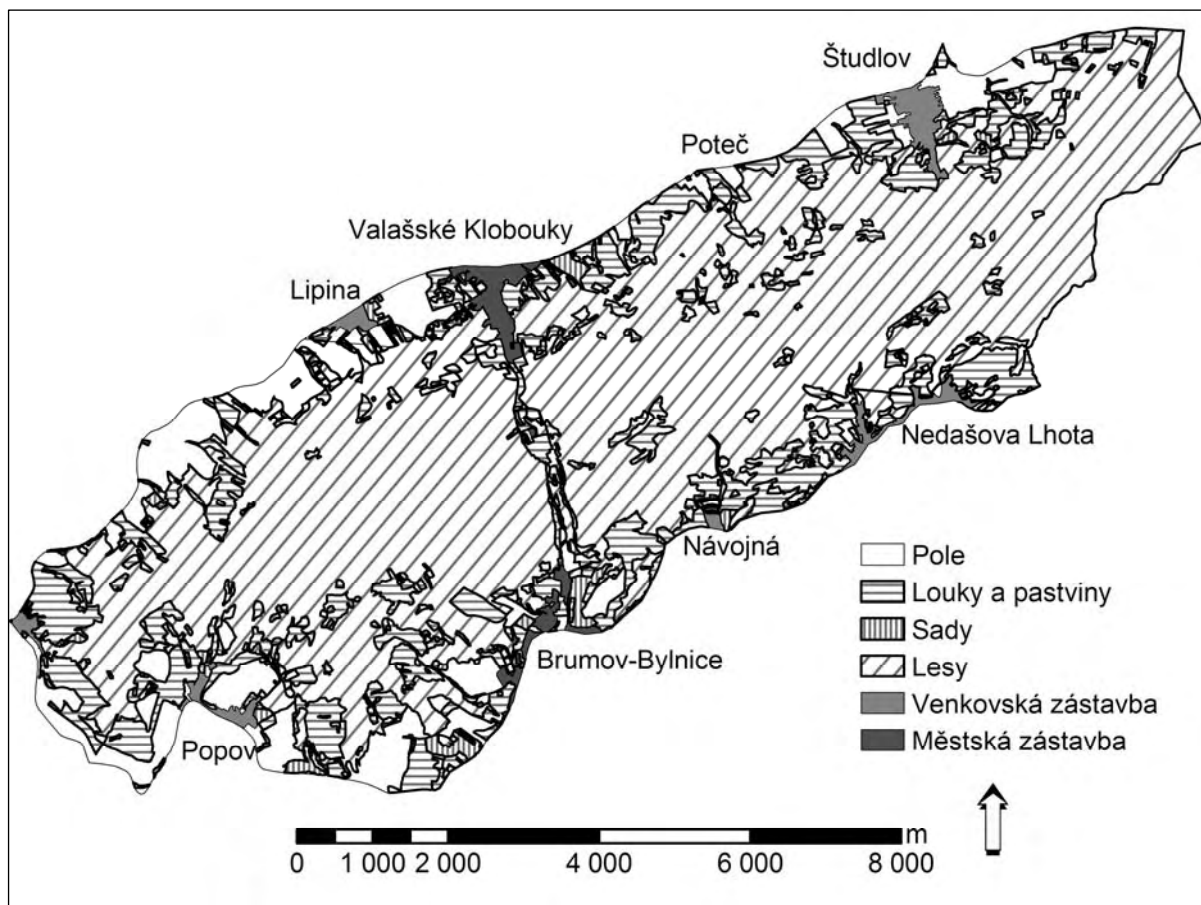 Študlov
Poteč
Valašské Klobouky
Lipina
Nedašova Lhota
Návojná
Brumov-Bylnice
Popov
Pole
Louky a pastviny
Sady
Lesy
Venkovská zástavba
Městská zástavba
m
0 1 000 2 000 4 000 6 000 8 000